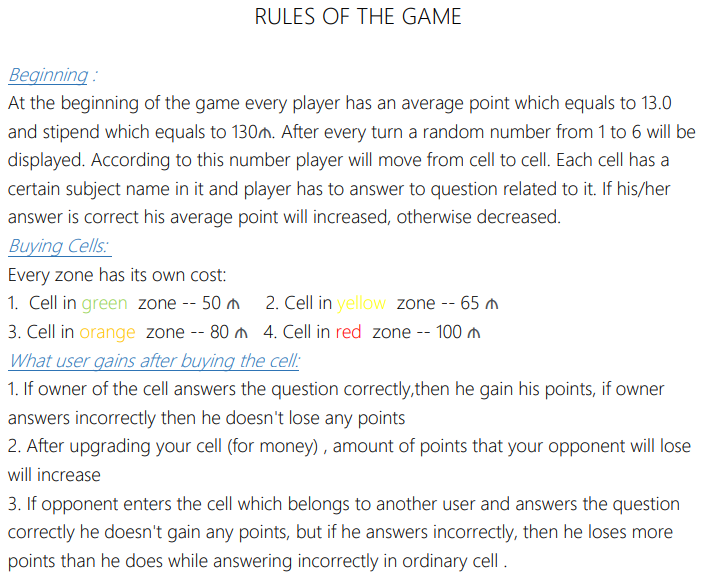 RULES OF THE GAME
Beginning :
At the beginning of the game every player has an average point which equals to 13.0
and stipend which equals to 130₼. After every turn a random number from 1 to 6 will be
displayed. According to this number player will move from cell to cell. Each cell has a
certain subject name in it and player has to answer to question related to it. If his/her
answer is correct his average point will increased, otherwise decreased.
Buying Cells:
Every zone has its own cost:
1. Cell in green zone -- 50 ₼ 2. Cell in yellow zone -- 65 ₼
3. Cell in orange zone -- 80 ₼ 4. Cell in red zone -- 100 ₼
What user gains after buying the cell:
1. If owner of the cell answers the question correctly,then he gain his points, if owner
answers incorrectly then he doesn't lose any points
2. After upgrading your cell (for money) , amount of points that your opponent will lose
will increase
3. If opponent enters the cell which belongs to another user and answers the question
correctly he doesn't gain any points, but if he answers incorrectly, then he loses more
points than he does while answering incorrectly in ordinary cell .